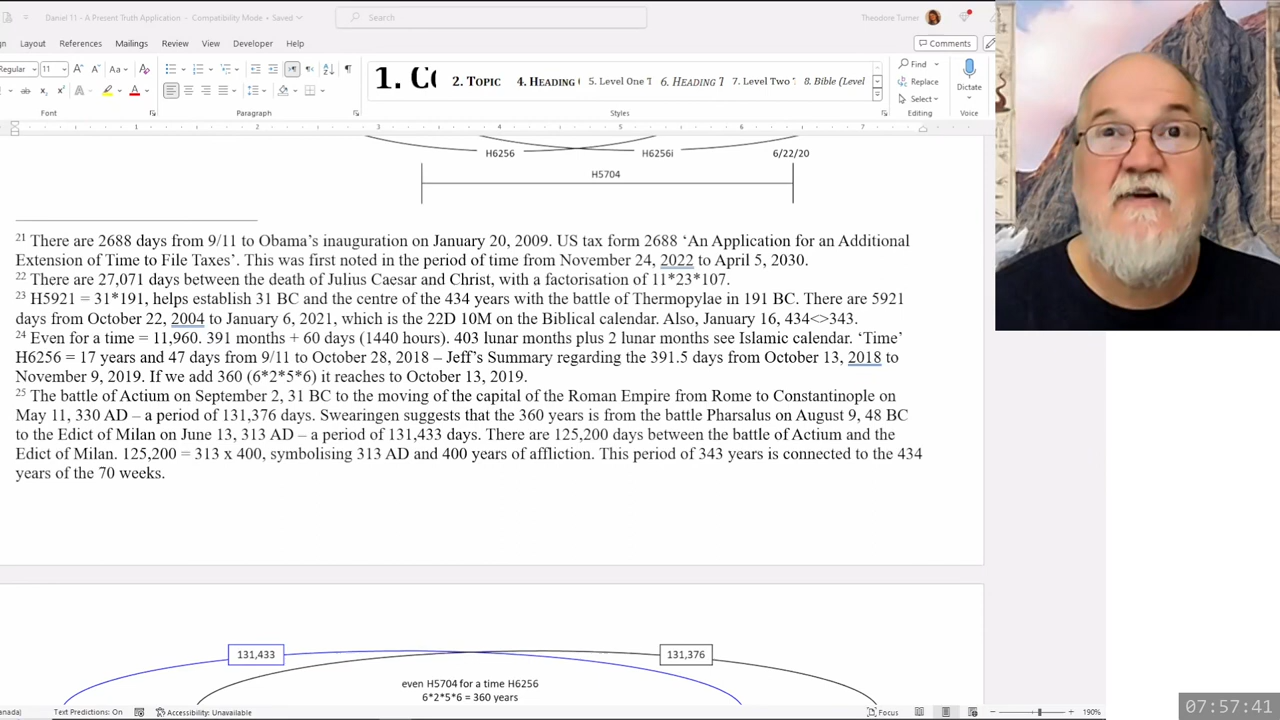 Daniel 11 - A Present Truth Application - Compatibility Mode • Saved
Search
Theodore Turner
Layout References Mailings Review View Developer Help
Comments
Regular 11 Aa
1. 2. TOPIC 4. HEADING 5. Level One 6. HEADING 7. Level Two 8. Bible (Level
Find
Replace
Select
Dictate
Font Paragraph Styles Editing Voice
1 2 3 4 5 6 7
H6256 H6256i 6/22/20
H5704
21 There are 2688 days from 9/11 to Obama’s inauguration on January 20, 2009. US tax form 2688 ‘An Application for an Additional
Extension of Time to File Taxes’. This was first noted in the period of time from November 24, 2022 to April 5, 2030.
22 There are 27,071 days between the death of Julius Caesar and Christ, with a factorisation of 11*23*107.
23 H5921 = 31*191, helps establish 31 BC and the centre of the 434 years with the battle of Thermopylae in 191 BC. There are 5921
days from October 22, 2004 to January 6, 2021, which is the 22D 10M on the Biblical calendar. Also, January 16, 434<>343.
24 Even for a time = 11,960. 391 months + 60 days (1440 hours). 403 lunar months plus 2 lunar months see Islamic calendar. ‘Time’
H6256 = 17 years and 47 days from 9/11 to October 28, 2018 – Jeff’s Summary regarding the 391.5 days from October 13, 2018 to
November 9, 2019. If we add 360 (6*2*5*6) it reaches to October 13, 2019.
25 The battle of Actium on September 2, 31 BC to the moving of the capital of the Roman Empire from Rome to Constantinople on
May 11, 330 AD – a period of 131,376 days. Swearingen suggests that the 360 years is from the battle Pharsalus on August 9, 48 BC
to the Edict of Milan on June 13, 313 AD – a period of 131,433 days. There are 125,200 days between the battle of Actium and the
Edict of Milan. 125,200 = 313 x 400, symbolising 313 AD and 400 years of affliction. This period of 343 years is connected to the 434
years of the 70 weeks.
131,433 131,376
even H5704 for a time H6256
6*2*5*6 = 360 years
Text Predictions: On Accessibility: Unavailable Focus 190%
07:57:41